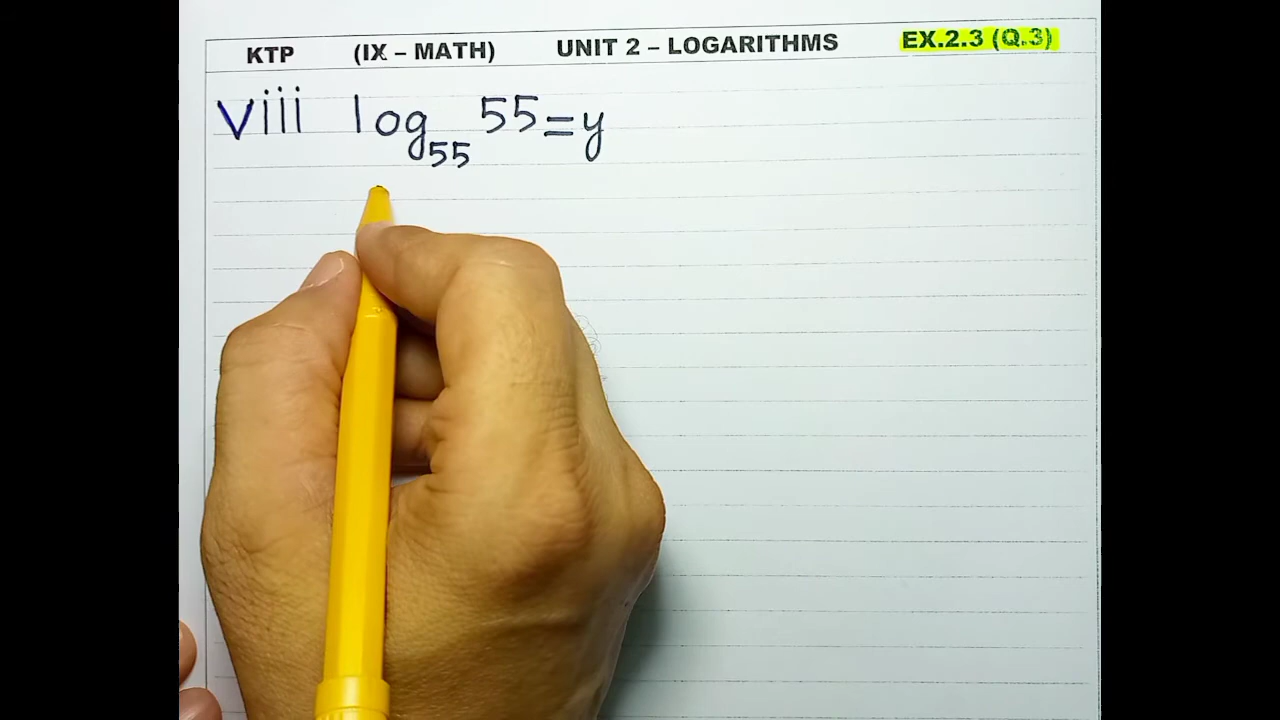 KTP (IX – MATH) UNIT 2 – LOGARITHMS EX.2.3 (Q.3)
viii log₅₅ 55 = y